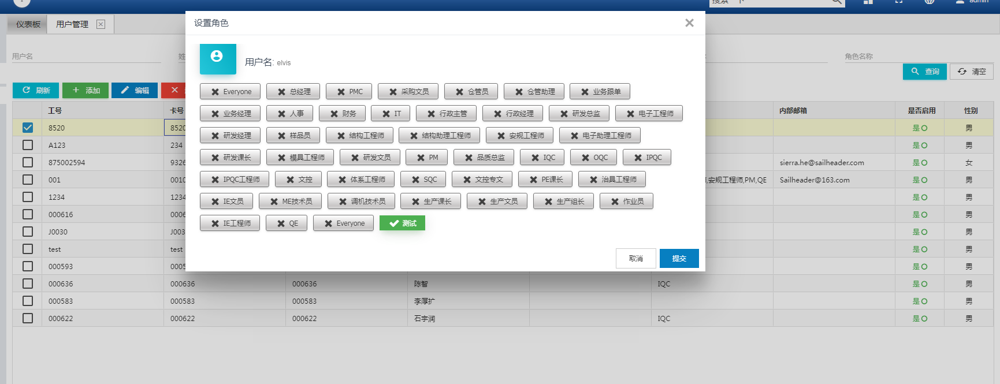 搜索一下
admin
仪表板 用户管理
设置角色
用户名
姓
角色名称
用户名: elvis
查询 清空
刷新 添加 编辑
Everyone 总经理 PMC 采购文员 仓管员 仓管助理 业务跟单
业务经理 人事 财务 IT 行政主管 行政经理 研发总监 电子工程师
研发经理 样品员 结构工程师 结构助理工程师 安规工程师 电子助理工程师
研发课长 模具工程师 研发文员 PM 品质总监 IQC OQC IPQC
IPQC工程师 文控 体系工程师 SQC 文控专文 PE课长 治具工程师
IE文员 ME技术员 调机技术员 生产课长 生产文员 生产组长 作业员
IE工程师 QE Everyone 测试
取消 提交
工号 卡号 内部邮箱 是否启用 性别
8520 8520 是 男
A123 234 是 男
875002594 9326 sierra.he@sailheader.com 是 女
001 0010 ,安规工程师,PM,QE Sailheader@163.com 是 男
1234 1234 是 男
000616 0006 是 男
J0030 J003 是 男
test test 是 男
000593 0005 是 男
000636 000636 000636 陈智 IQC 是 男
000583 000583 000583 李厚扩 是 男
000622 000622 000622 石宇润 IQC 是 男